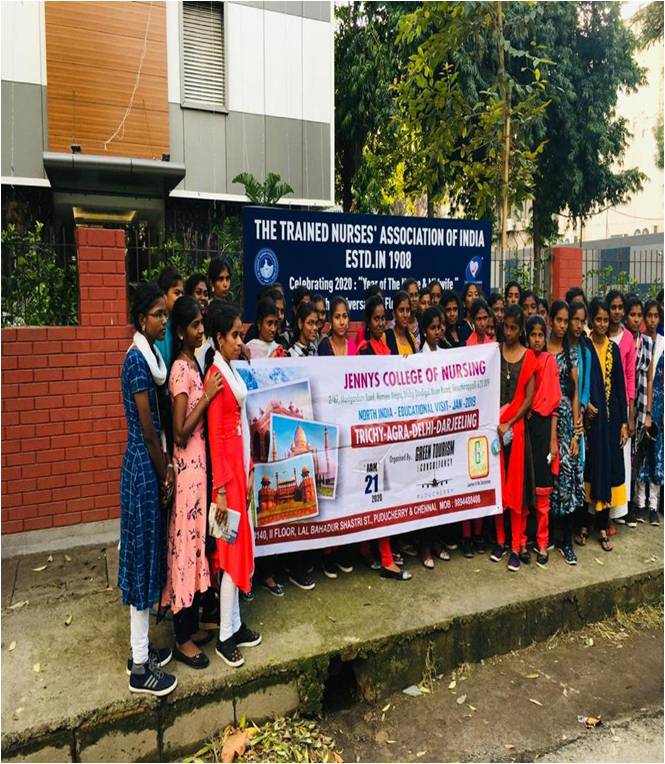 THE TRAINED NURSES' ASSOCIATION OF INDIA
ESTD.IN 1908
Celebrating 2020 : "Year of The
JENNYS COLLEGE OF NURSING
NORTH INDIA - EDUCATIONAL VISIT - JAN -2019
TRICHY-AGRA-DELHI-DARJEELING
JAN
21
2020
Organised By.
GREEN TOURISM
CONSULTANCY
PUDUCHERRY
G
II FLOOR, LAL BAHADUR SHASTRI ST., PUDUCHERRY & CHENNAI. MOB : 9894489408